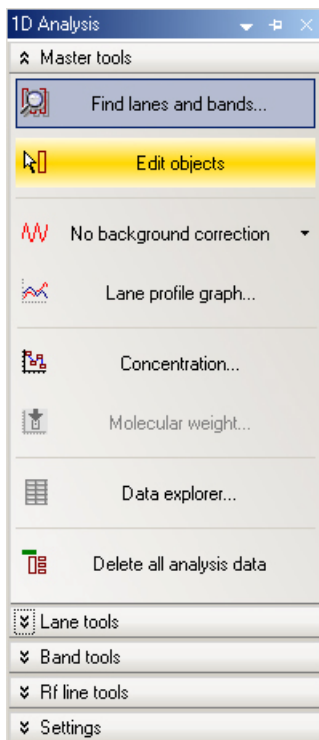 1D Analysis
Master tools
Find lanes and bands...
Edit objects
No background correction
Lane profile graph...
Concentration...
Molecular weight...
Data explorer...
Delete all analysis data
Lane tools
Band tools
Rf line tools
Settings